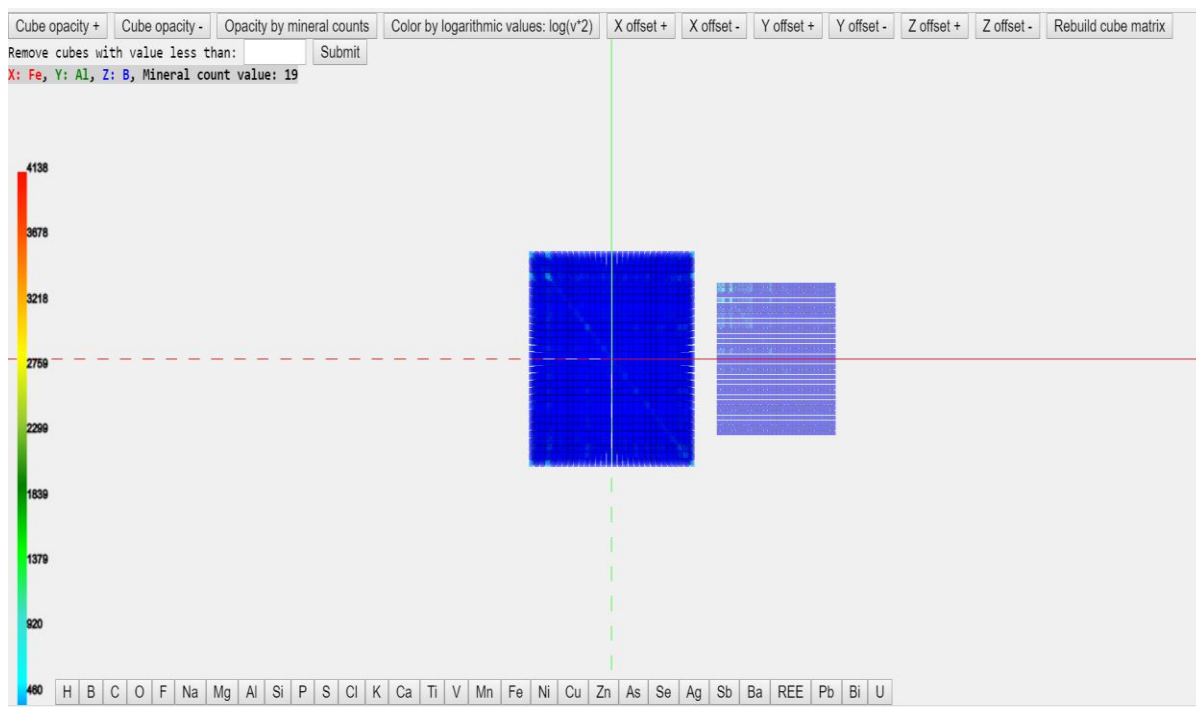 Cube opacity + Cube opacity - Opacity by mineral counts Color by logarithmic values: log(v*2) X offset + X offset - Y offset + Y offset - Z offset + Z offset - Rebuild cube matrix
Remove cubes with value less than: Submit
X: Fe, Y: Al, Z: B, Mineral count value: 19
4138
3678
3218
2759
2299
1839
1379
920
460
H B C O F Na Mg Al Si P S Cl K Ca Ti V Mn Fe Ni Cu Zn As Se Ag Sb Ba REE Pb Bi U